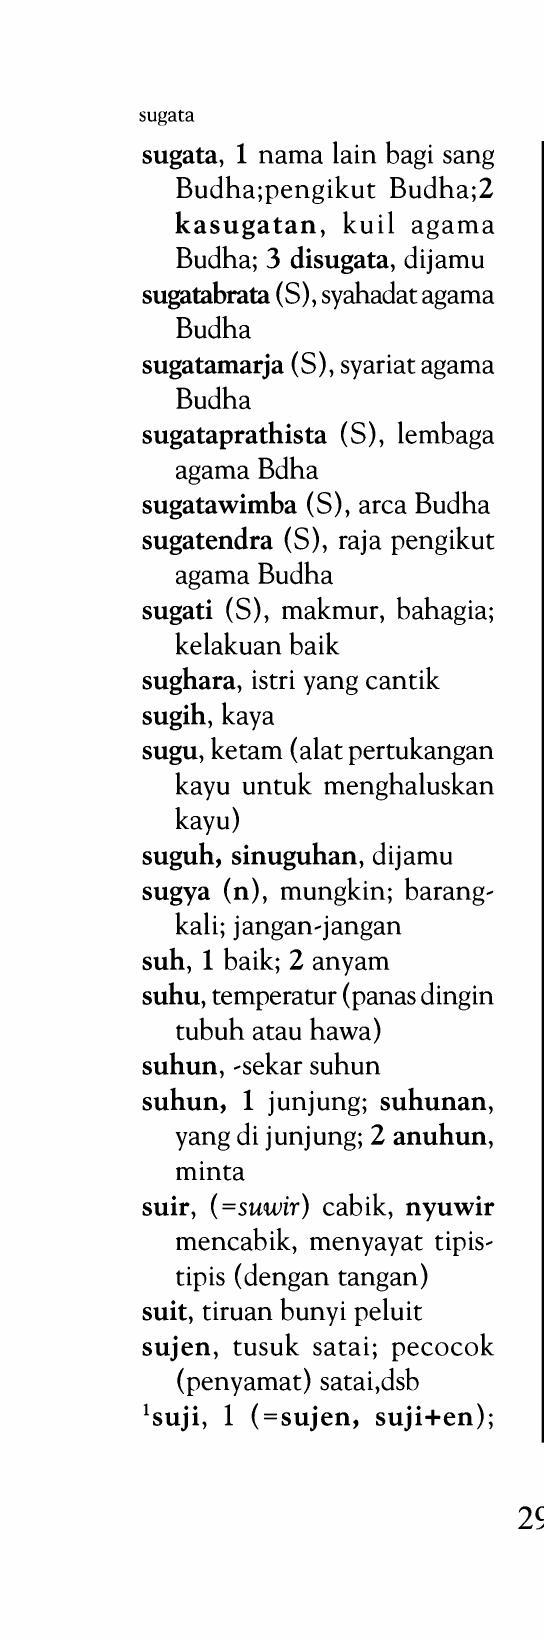 sugata
sugata, 1 nama lain bagi sang
Budha;pengikut Budha;2
kasugatan, kuil agama
Budha; 3 disugata, dijamu
sugatabrata (S), syahadat agama
Budha
sugatamarja (S), syariat agama
Budha
sugataprathista (S), lembaga
agama Bdha
sugatawimba (S), arca Budha
sugatendra (S), raja pengikut
agama Budha
sugati (S), makmur, bahagia;
kelakuan baik
sughara, istri yang cantik
sugih, kaya
sugu, ketam (alat pertukangan
kayu untuk menghaluskan
kayu)
suguh, sinuguhan, dijamu
sugya (n), mungkin; barang-
kali; jangan-jangan
suh, 1 baik; 2 anyam
suhu, temperatur (panas dingin
tubuh atau hawa)
suhun, -sekar suhun
suhun, 1 junjung; suhunan,
yang di junjung; 2 anuhun,
minta
suir, (=suwir) cabik, nyuwir
mencabik, menyayat tipis-
tipis (dengan tangan)
suit, tiruan bunyi peluit
sujen, tusuk satai; pecocok
(penyamat) satai,dsb
¹suji, 1 (=sujen, suji+en);